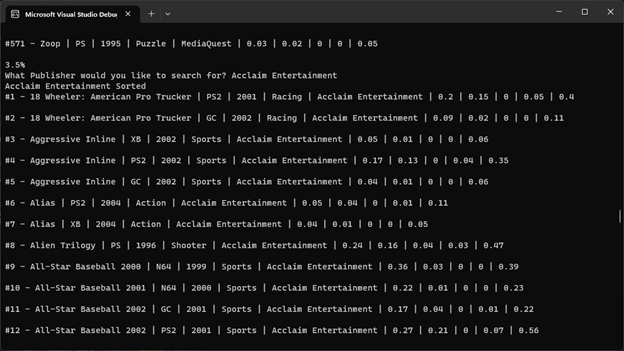 Microsoft Visual Studio Debu
#571 - Zoop | PS | 1995 | Puzzle | MediaQuest | 0.03 | 0.02 | 0 | 0 | 0.05
3.5%
What Publisher would you like to search for? Acclaim Entertainment
Acclaim Entertainment Sorted
#1 - 18 Wheeler: American Pro Trucker | PS2 | 2001 | Racing | Acclaim Entertainment | 0.2 | 0.15 | 0 | 0.05 | 0.4
#2 - 18 Wheeler: American Pro Trucker | GC | 2002 | Racing | Acclaim Entertainment | 0.09 | 0.02 | 0 | 0 | 0.11
#3 - Aggressive Inline | XB | 2002 | Sports | Acclaim Entertainment | 0.05 | 0.01 | 0 | 0 | 0.06
#4 - Aggressive Inline | PS2 | 2002 | Sports | Acclaim Entertainment | 0.17 | 0.13 | 0 | 0.04 | 0.35
#5 - Aggressive Inline | GC | 2002 | Sports | Acclaim Entertainment | 0.04 | 0.01 | 0 | 0 | 0.06
#6 - Alias | PS2 | 2004 | Action | Acclaim Entertainment | 0.05 | 0.04 | 0 | 0.01 | 0.11
#7 - Alias | XB | 2004 | Action | Acclaim Entertainment | 0.04 | 0.01 | 0 | 0 | 0.05
#8 - Alien Trilogy | PS | 1996 | Shooter | Acclaim Entertainment | 0.24 | 0.16 | 0.04 | 0.03 | 0.47
#9 - All-Star Baseball 2000 | N64 | 1999 | Sports | Acclaim Entertainment | 0.36 | 0.03 | 0 | 0 | 0.39
#10 - All-Star Baseball 2001 | N64 | 2000 | Sports | Acclaim Entertainment | 0.22 | 0.01 | 0 | 0 | 0.23
#11 - All-Star Baseball 2002 | GC | 2001 | Sports | Acclaim Entertainment | 0.17 | 0.04 | 0 | 0.01 | 0.22
#12 - All-Star Baseball 2002 | PS2 | 2001 | Sports | Acclaim Entertainment | 0.27 | 0.21 | 0 | 0.07 | 0.56